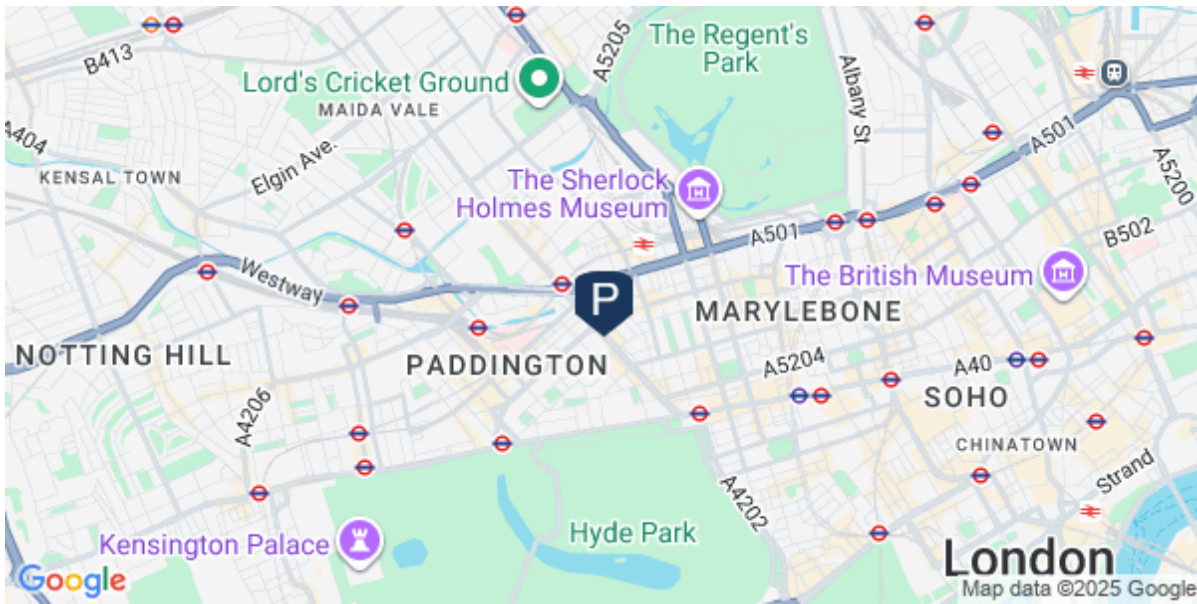 B413
A5205
The Regent's
Park
Lord's Cricket Ground
MAIDA VALE
Albany St
A404
A501
Elgin Ave.
KENSAL TOWN
A5200
The Sherlock
Holmes Museum
A501
B502
Westway
The British Museum
P
MARYLEBONE
NOTTING HILL
PADDINGTON
A5204
A40
A4206
SOHO
CHINATOWN
Strand
A4202
Hyde Park
Kensington Palace
London
Google
Map data ©2025 Google